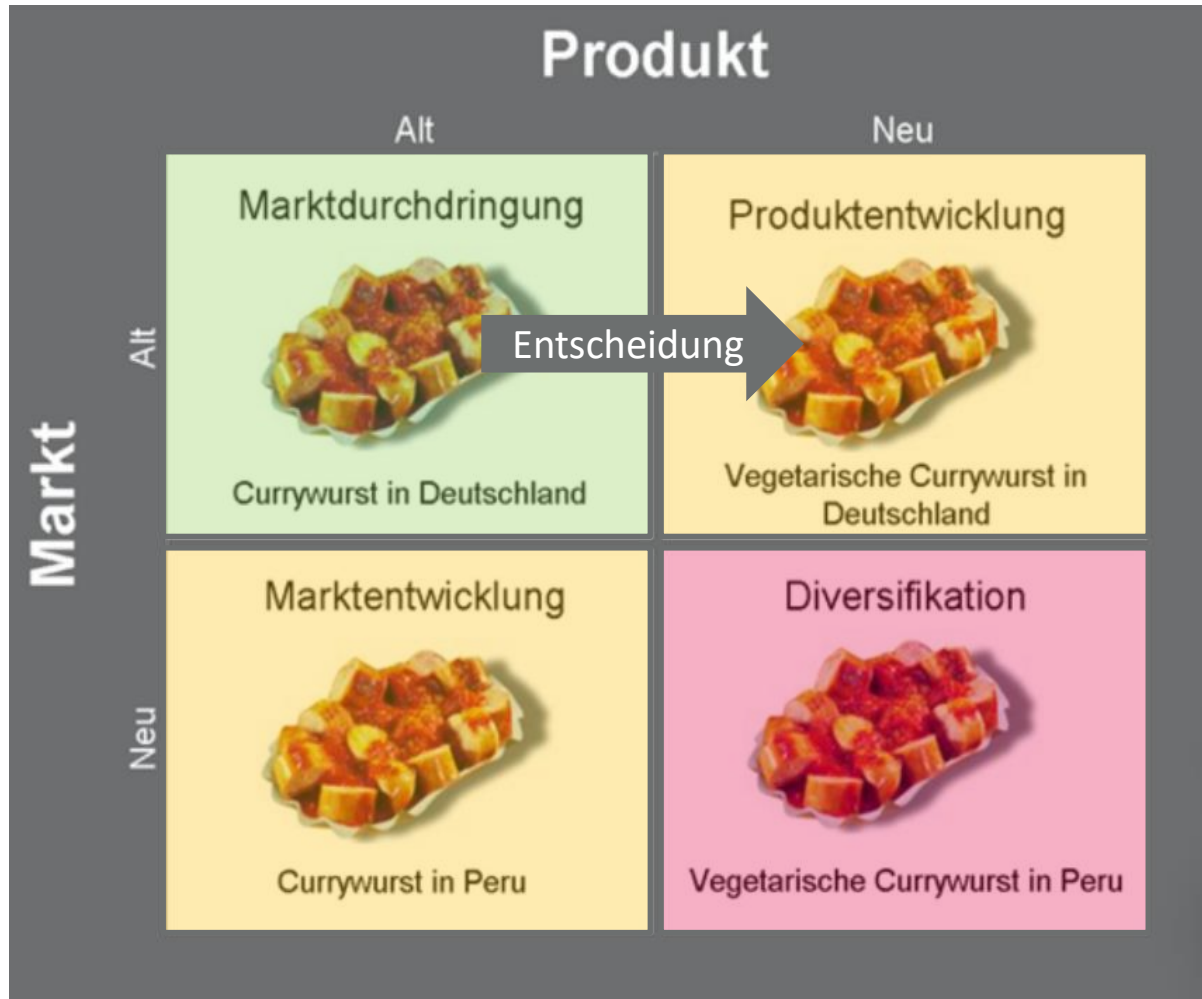 Produkt
Alt
Neu
Marktdurchdringung
Produktentwicklung
Alt
Entscheidung
Currywurst in Deutschland
Vegetarische Currywurst in
Deutschland
Markt
Marktentwicklung
Diversifikation
Neu
Currywurst in Peru
Vegetarische Currywurst in Peru